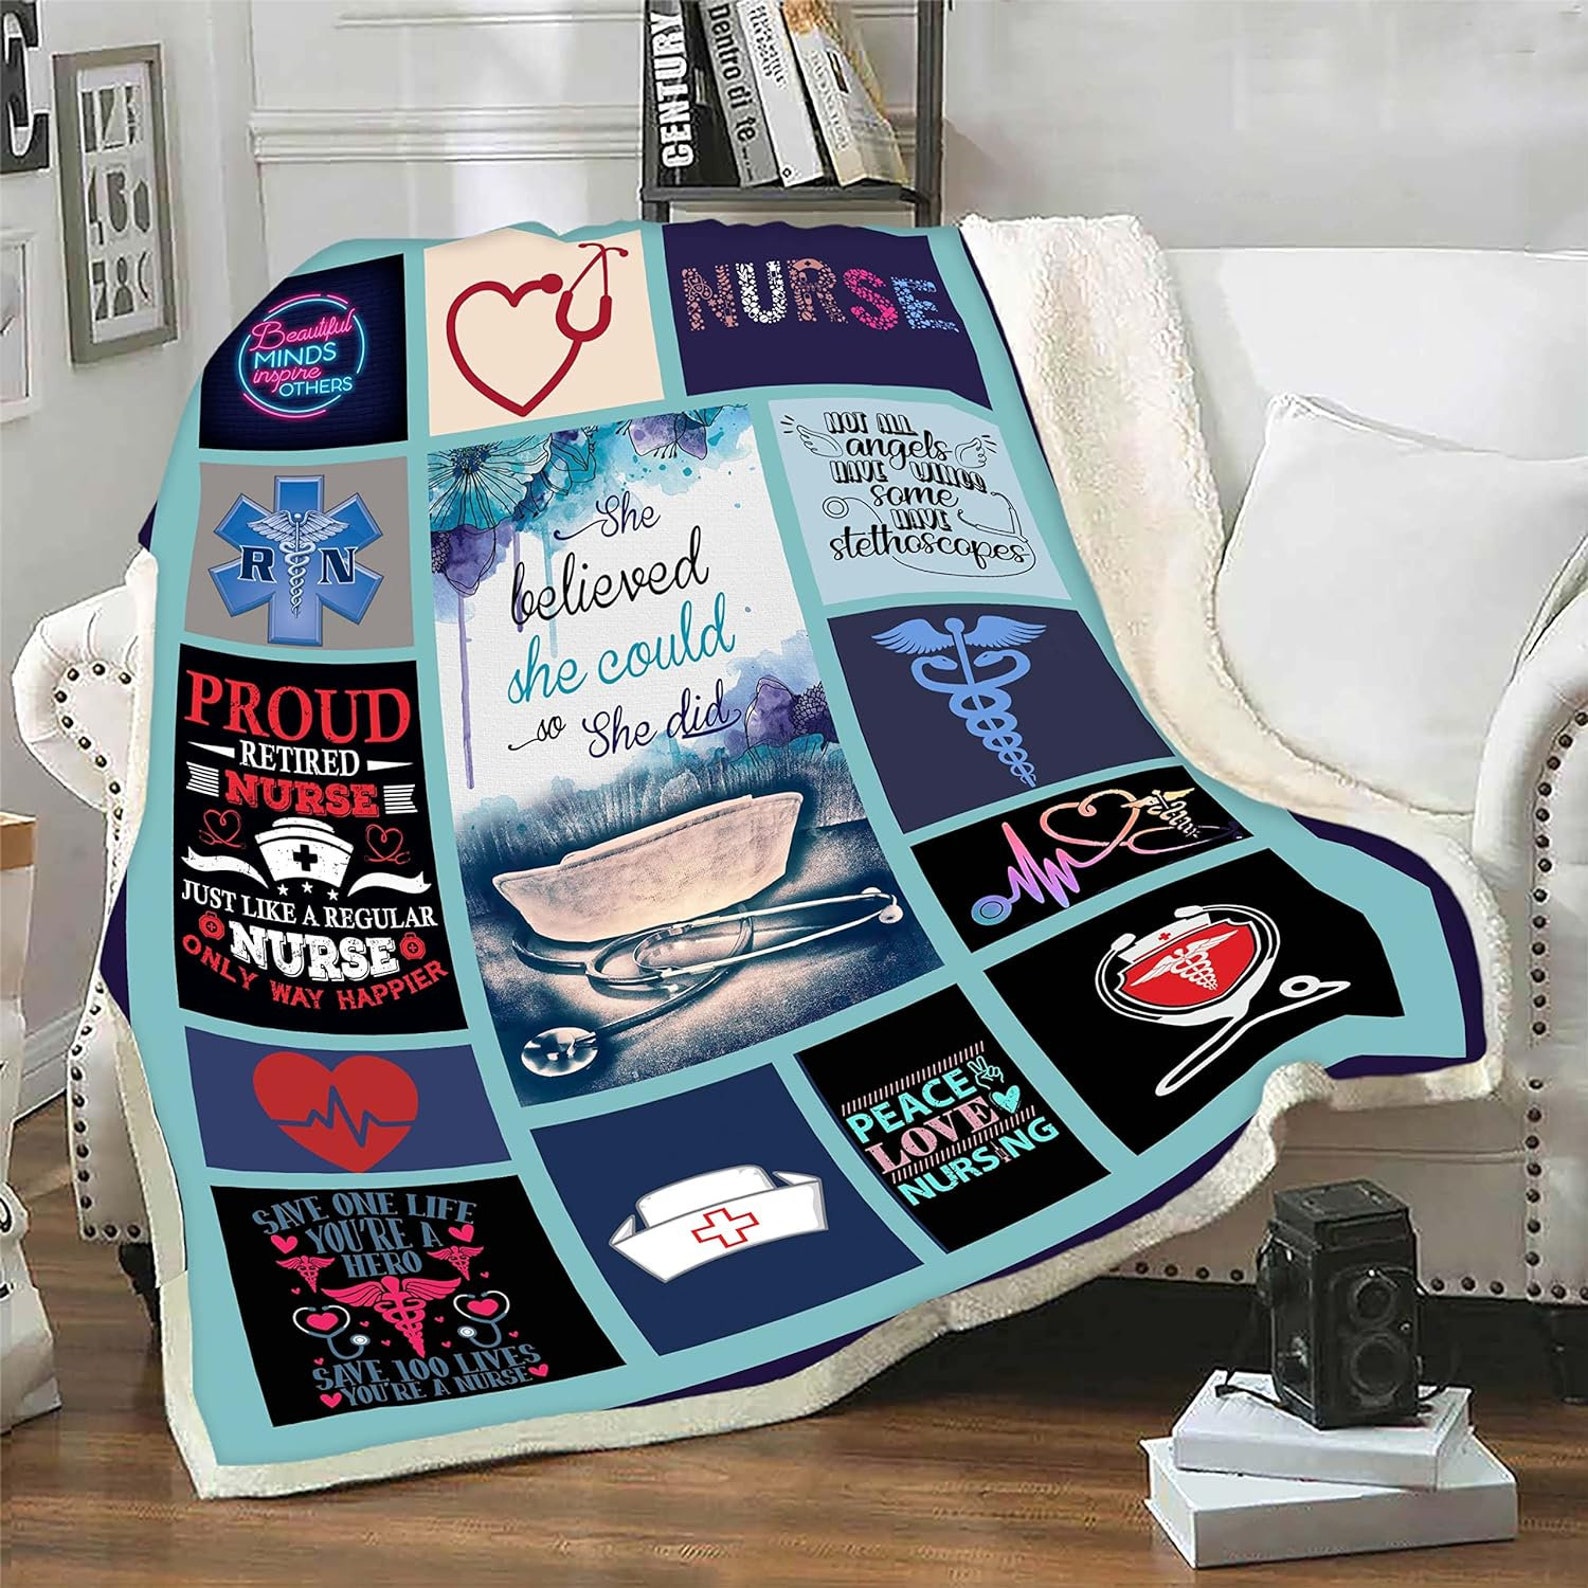 CENTURY
Dentro di te
Beautiful
MINDS
inspire
OTHERS
NURSE
NOT ALL
angels
HAVE WINGS
some
HAVE
stethoscopes
She
believed
she could
so She did
R N
PROUD
RETIRED
NURSE
JUST LIKE A REGULAR
NURSE
ONLY WAY HAPPIER
PEACE
LOVE
NURSING
SAVE ONE LIFE
YOU'RE A
HERO
SAVE 100 LIVES
YOU'RE A NURSE